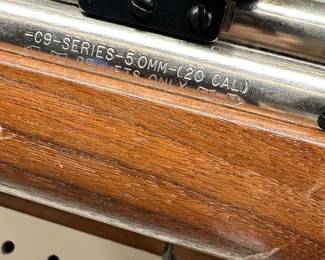 -C9-SERIES-5.0MM-(20 CAL)
PELLETS ONLY